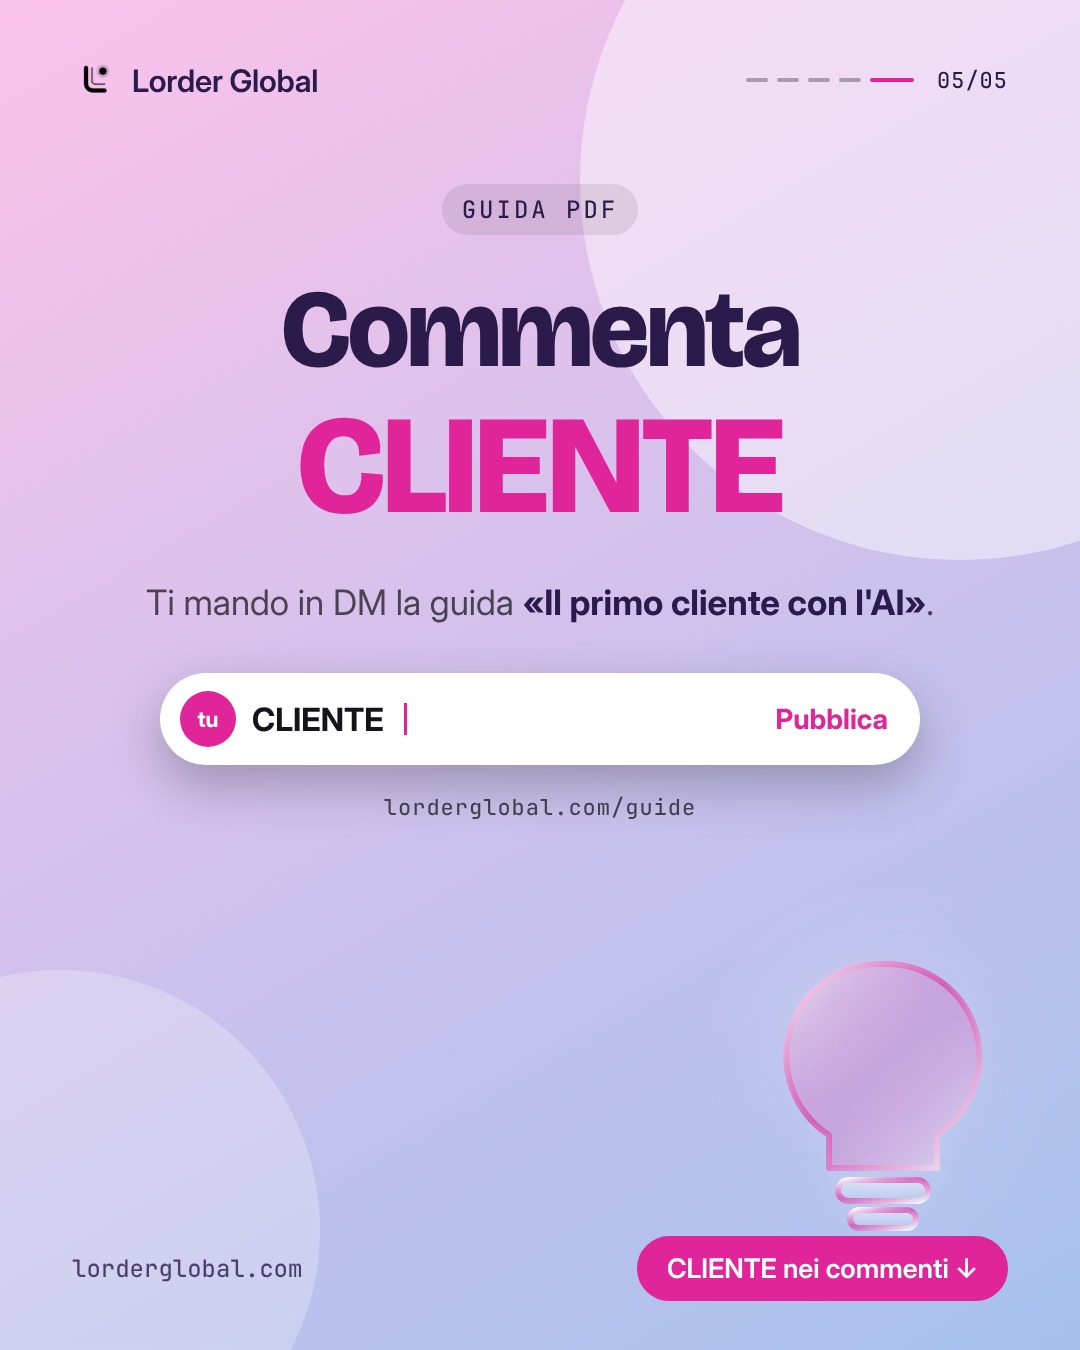 Lorder Global
05/05
GUIDA PDF
Commenta
CLIENTE
Ti mando in DM la guida «Il primo cliente con l'AI».
tu CLIENTE Pubblica
lorderglobal.com/guide
lorderglobal.com
CLIENTE nei commenti ↓